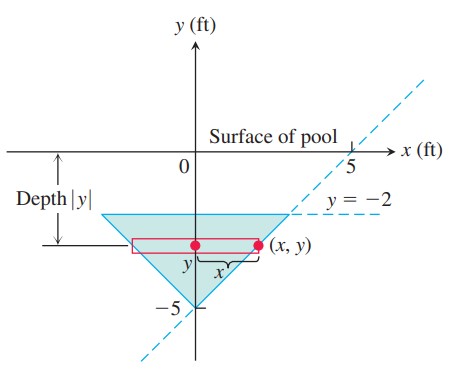 y (ft)
Surface of pool
x (ft)
0
5
Depth |y|
y = −2
(x, y)
y
x
−5